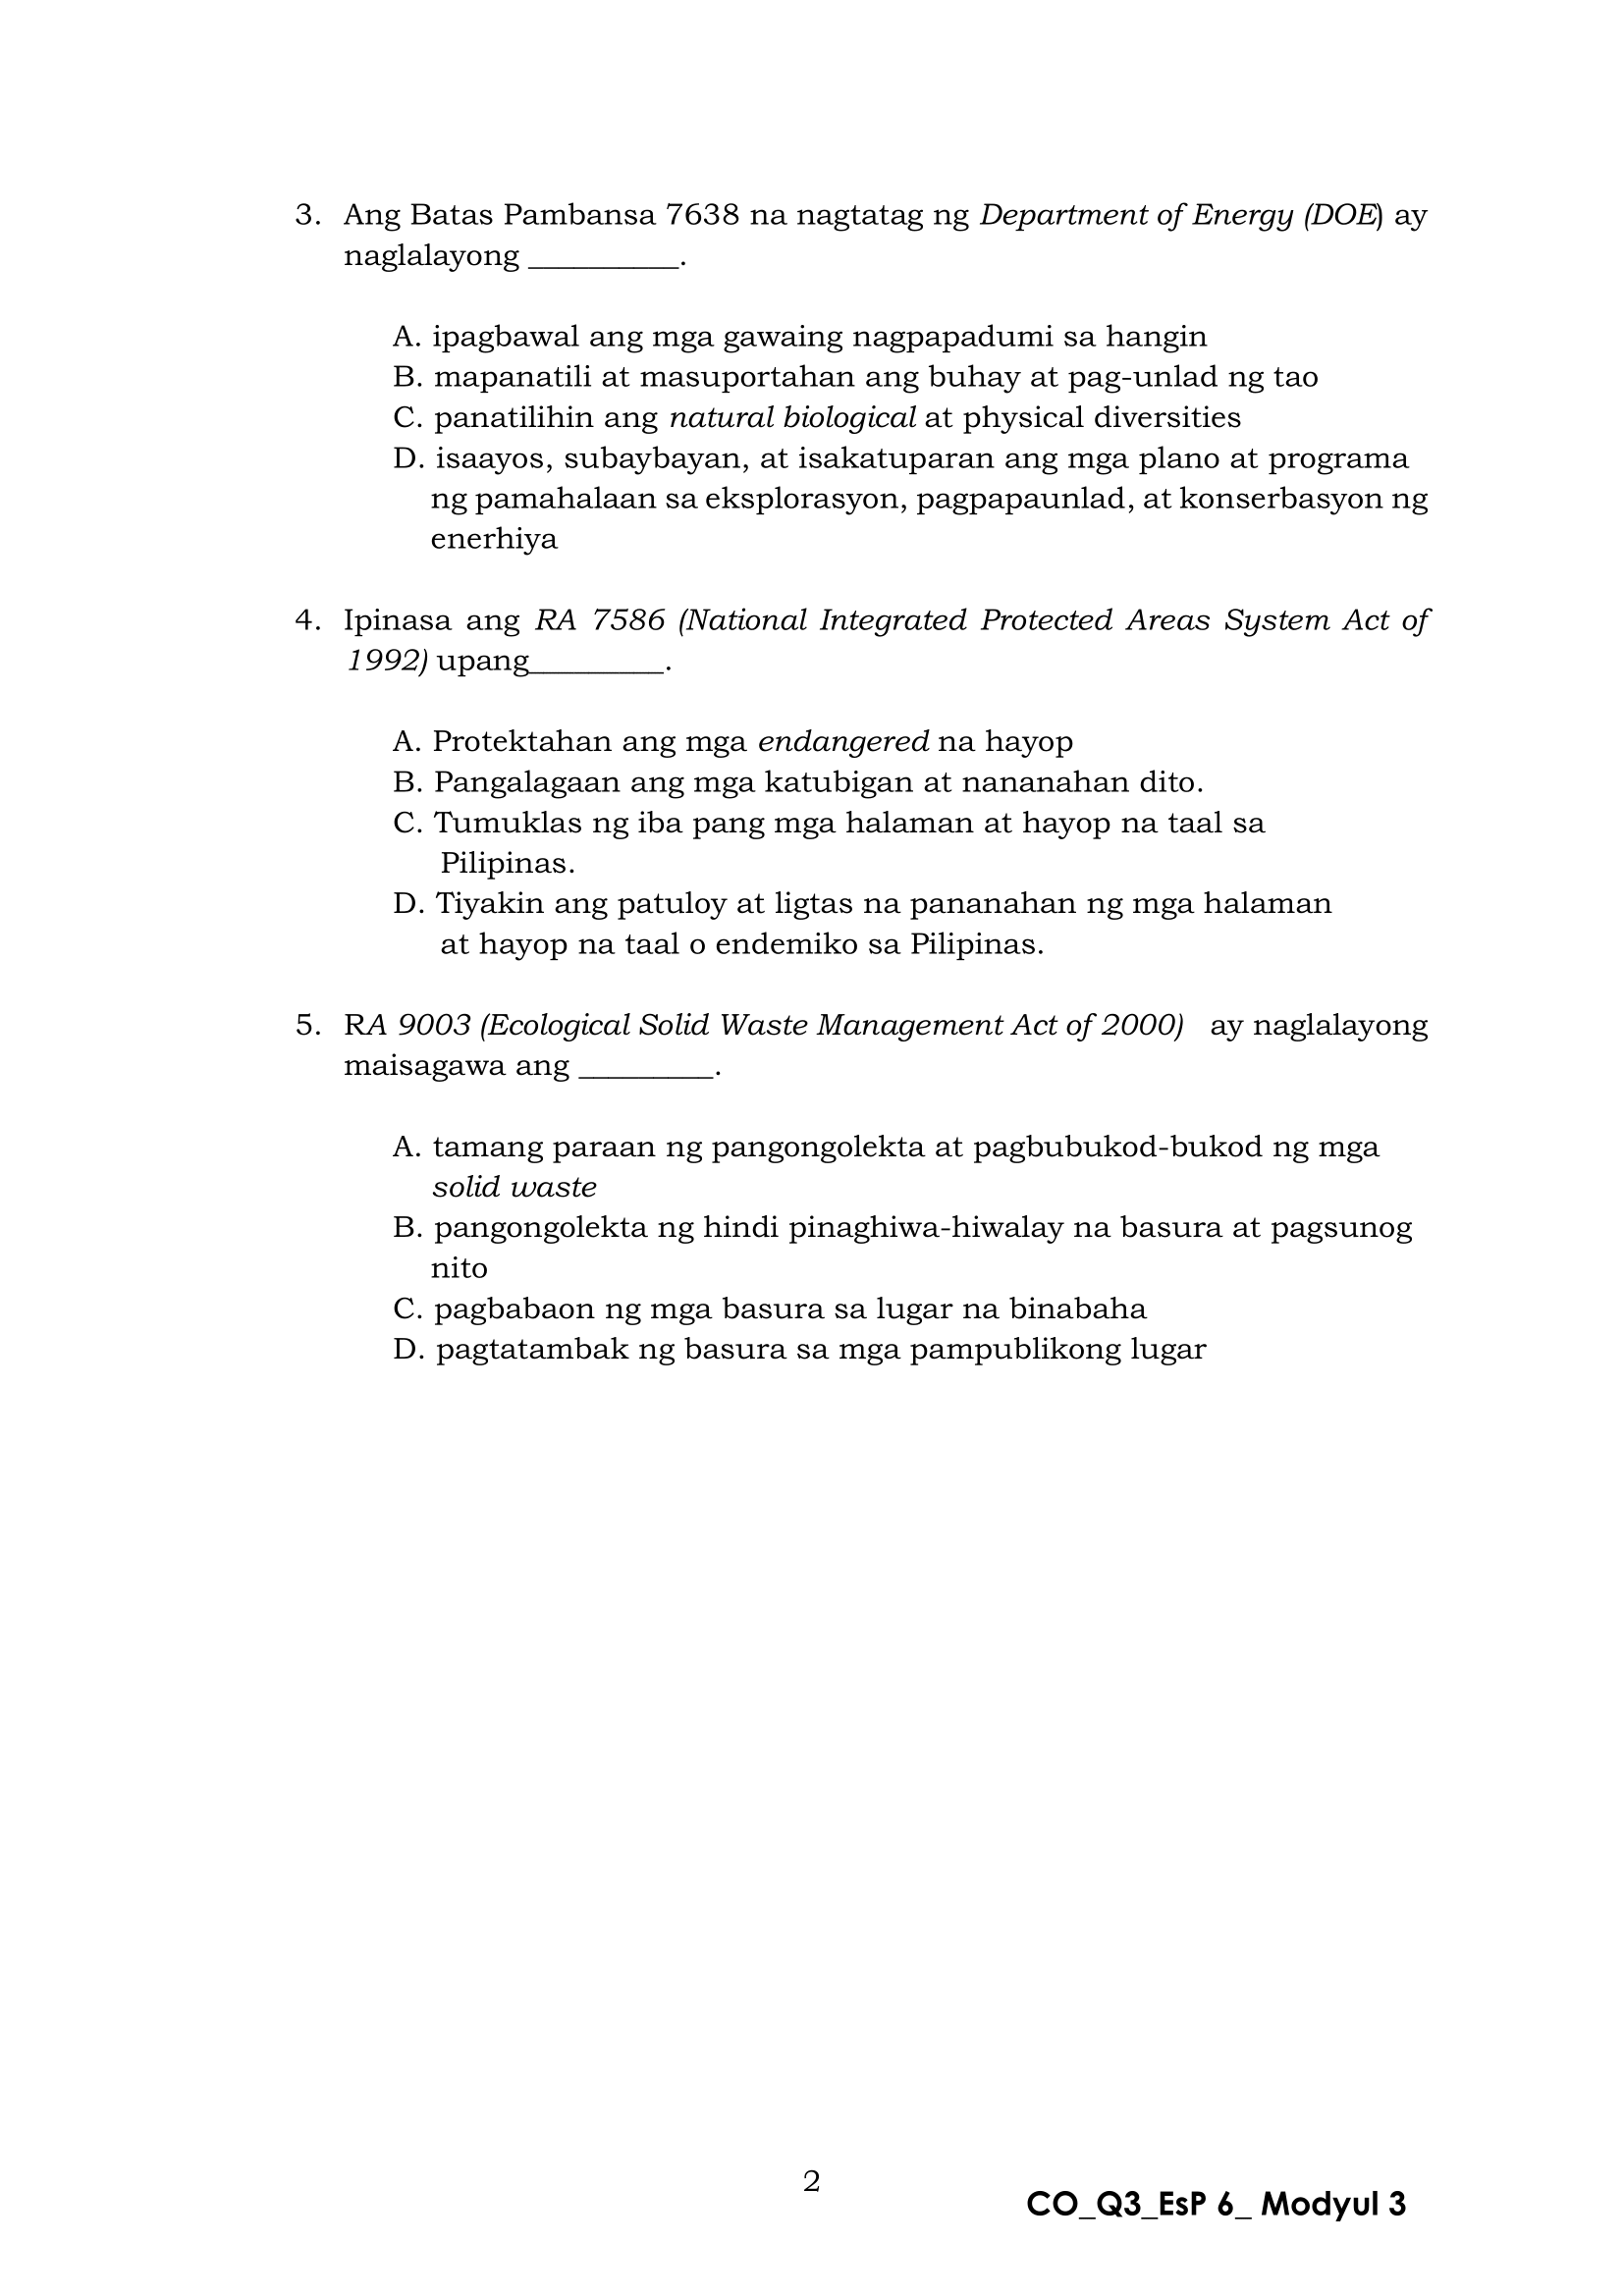 3. Ang Batas Pambansa 7638 na nagtatag ng Department of Energy (DOE) ay
naglalayong __________.
A. ipagbawal ang mga gawaing nagpapadumi sa hangin
B. mapanatili at masuportahan ang buhay at pag-unlad ng tao
C. panatilihin ang natural biological at physical diversities
D. isaayos, subaybayan, at isakatuparan ang mga plano at programa
ng pamahalaan sa eksplorasyon, pagpapaunlad, at konserbasyon ng
enerhiya
4. Ipinasa ang RA 7586 (National Integrated Protected Areas System Act of
1992) upang_________.
A. Protektahan ang mga endangered na hayop
B. Pangalagaan ang mga katubigan at nananahan dito.
C. Tumuklas ng iba pang mga halaman at hayop na taal sa
Pilipinas.
D. Tiyakin ang patuloy at ligtas na pananahan ng mga halaman
at hayop na taal o endemiko sa Pilipinas.
5. RA 9003 (Ecological Solid Waste Management Act of 2000) ay naglalayong
maisagawa ang _________.
A. tamang paraan ng pangongolekta at pagbubukod-bukod ng mga
solid waste
B. pangongolekta ng hindi pinaghiwa-hiwalay na basura at pagsunog
nito
C. pagbabaon ng mga basura sa lugar na binabaha
D. pagtatambak ng basura sa mga pampublikong lugar
2
CO_Q3_EsP 6_ Modyul 3